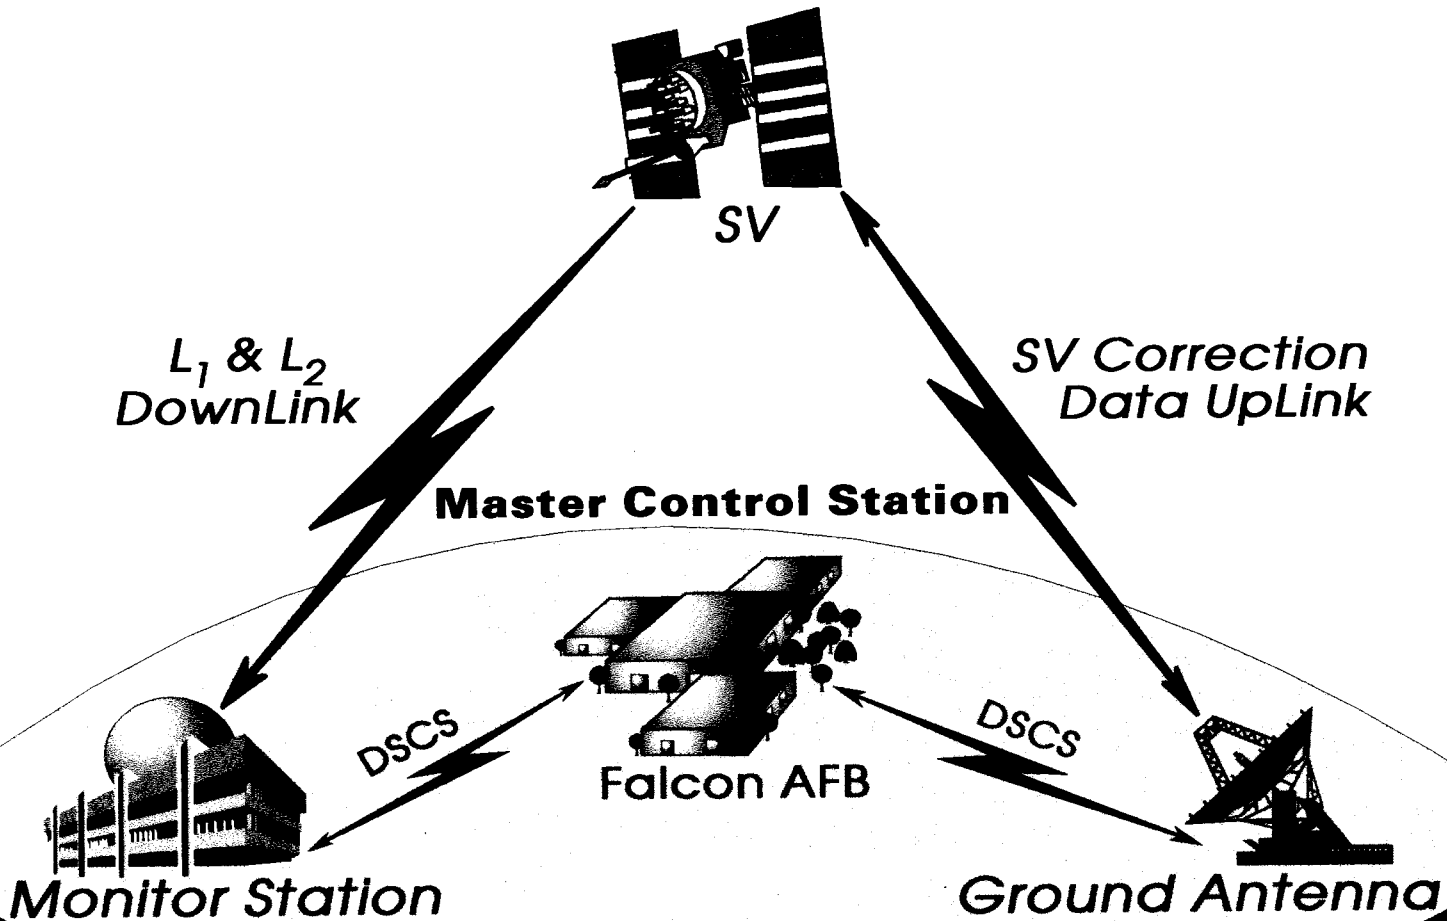 SV
L1 & L2
DownLink
SV Correction
Data UpLink
Master Control Station
DSCS
DSCS
Falcon AFB
Monitor Station
Ground Antenna